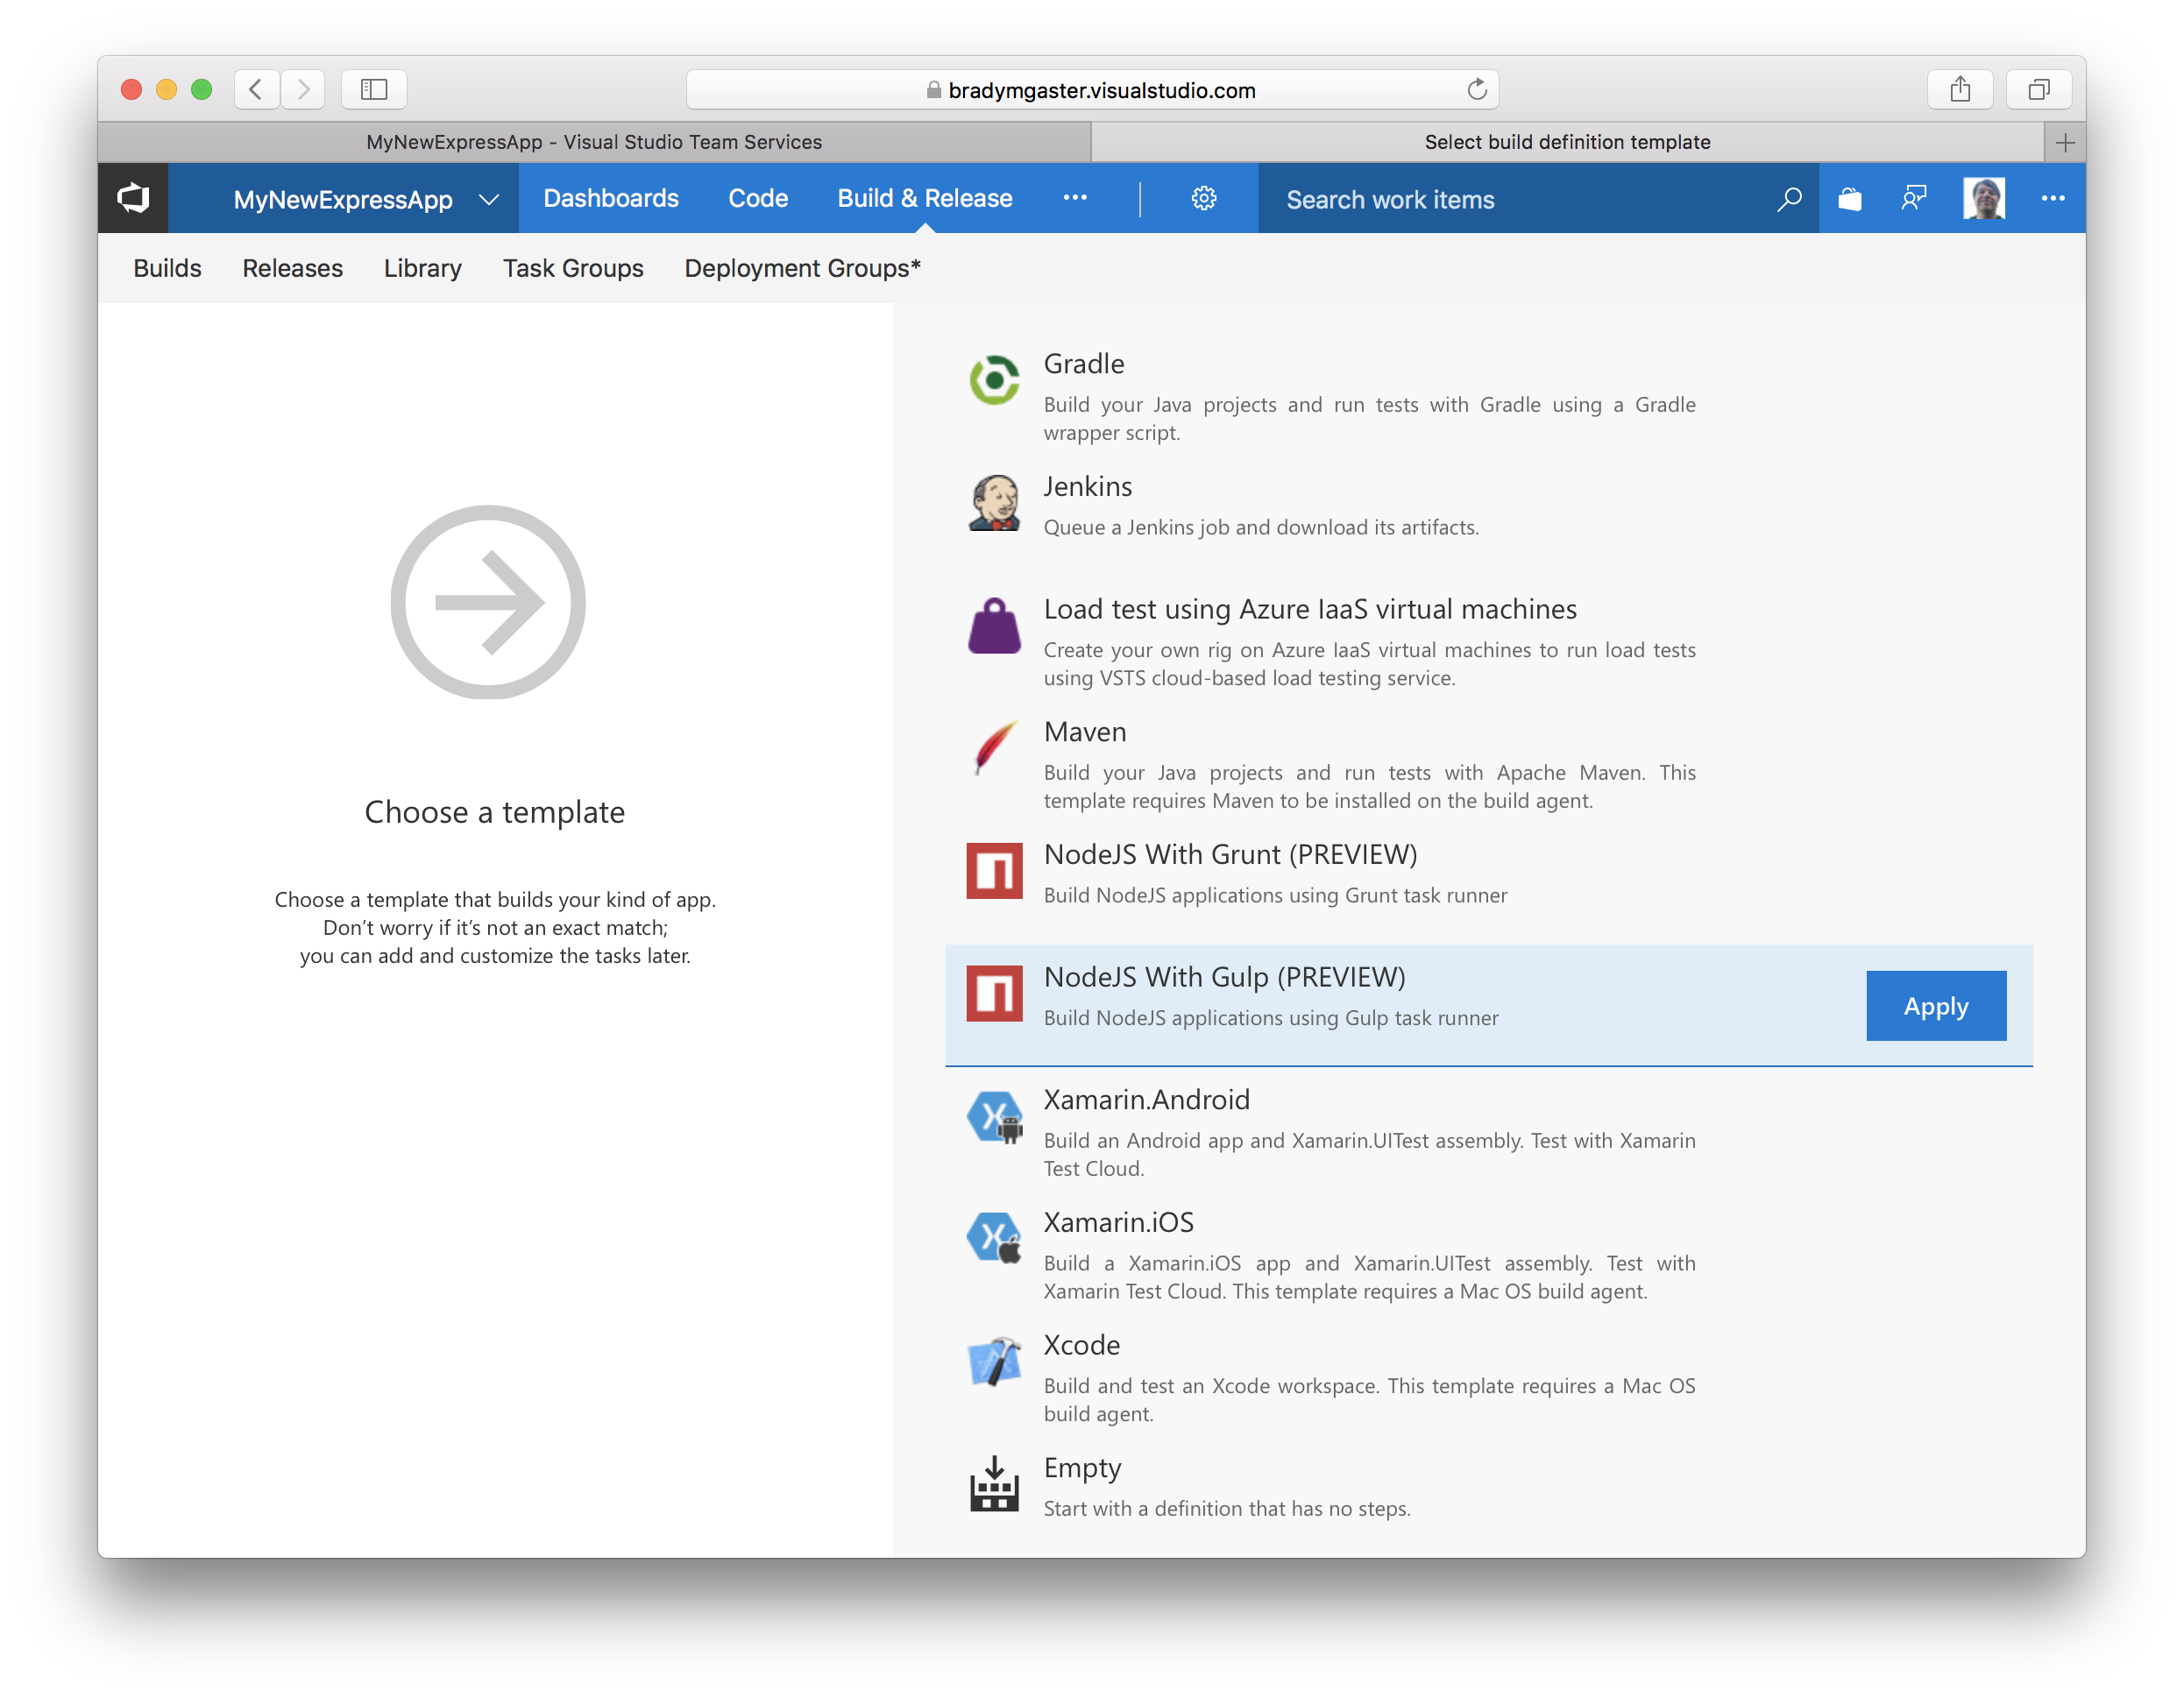 bradymgaster.visualstudio.com
MyNewExpressApp - Visual Studio Team Services
Select build definition template
MyNewExpressApp
Dashboards
Code
Build & Release
Search work items
Builds
Releases
Library
Task Groups
Deployment Groups*
Choose a template
Choose a template that builds your kind of app.
Don't worry if it's not an exact match;
you can add and customize the tasks later.
Gradle
Build your Java projects and run tests with Gradle using a Gradle
wrapper script.
Jenkins
Queue a Jenkins job and download its artifacts.
Load test using Azure IaaS virtual machines
Create your own rig on Azure IaaS virtual machines to run load tests
using VSTS cloud-based load testing service.
Maven
Build your Java projects and run tests with Apache Maven. This
template requires Maven to be installed on the build agent.
NodeJS With Grunt (PREVIEW)
Build NodeJS applications using Grunt task runner
NodeJS With Gulp (PREVIEW)
Build NodeJS applications using Gulp task runner
Apply
Xamarin.Android
Build an Android app and Xamarin.UITest assembly. Test with Xamarin
Test Cloud.
Xamarin.iOS
Build a Xamarin.iOS app and Xamarin.UITest assembly. Test with
Xamarin Test Cloud. This template requires a Mac OS build agent.
Xcode
Build and test an Xcode workspace. This template requires a Mac OS
build agent.
Empty
Start with a definition that has no steps.